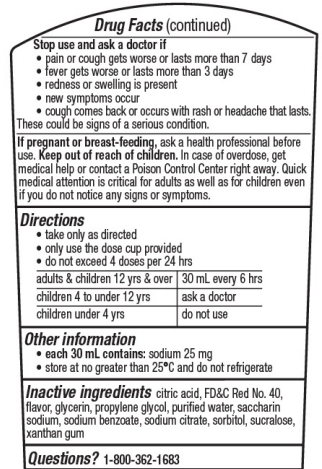 Drug Facts (continued)
Stop use and ask a doctor if
• pain or cough gets worse or lasts more than 7 days
• fever gets worse or lasts more than 3 days
• redness or swelling is present
• new symptoms occur
• cough comes back or occurs with rash or headache that lasts.
These could be signs of a serious condition.
If pregnant or breast-feeding, ask a health professional before
use. Keep out of reach of children. In case of overdose, get
medical help or contact a Poison Control Center right away. Quick
medical attention is critical for adults as well as for children even
if you do not notice any signs or symptoms.
Directions
• take only as directed
• only use the dose cup provided
• do not exceed 4 doses per 24 hrs
adults & children 12 yrs & over 30 mL every 6 hrs
children 4 to under 12 yrs ask a doctor
children under 4 yrs do not use
Other information
• each 30 mL contains: sodium 25 mg
• store at no greater than 25°C and do not refrigerate
Inactive ingredients citric acid, FD&C Red No. 40,
flavor, glycerin, propylene glycol, purified water, saccharin
sodium, sodium benzoate, sodium citrate, sorbitol, sucralose,
xanthan gum
Questions? 1-800-362-1683